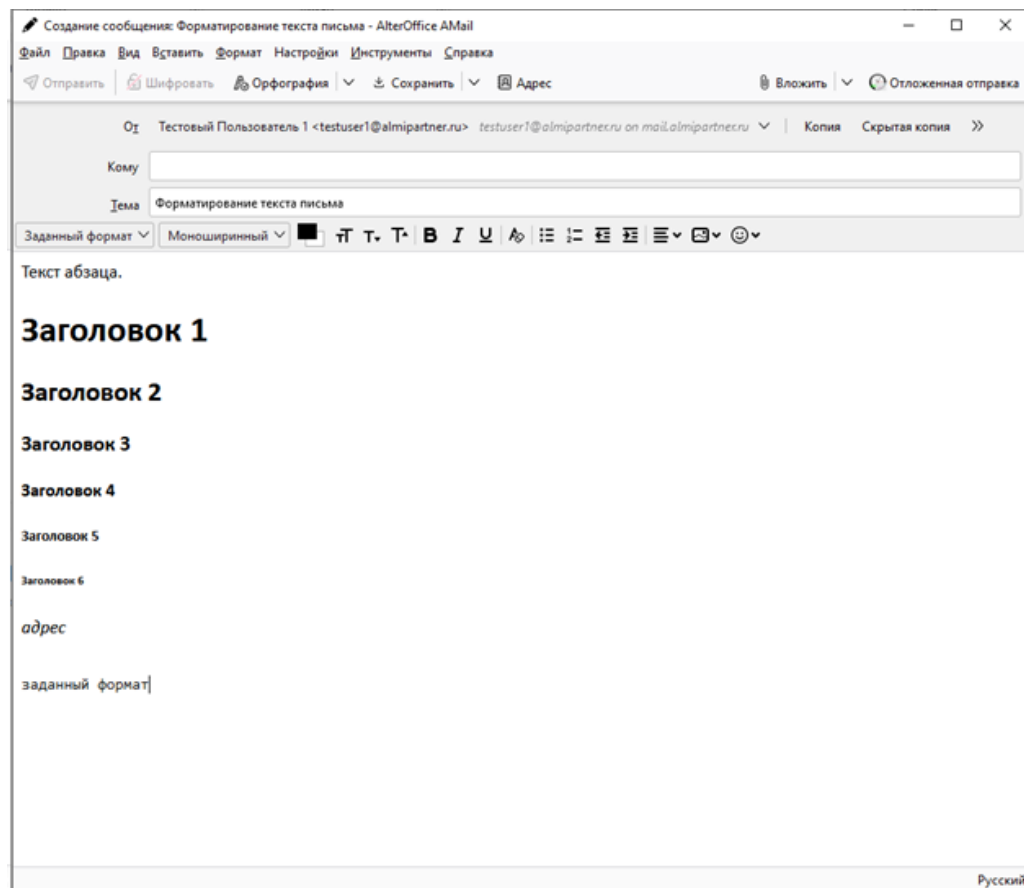 Создание сообщения: Форматирование текста письма - AlterOffice AMail
Файл Правка Вид Вставить Формат Настройки Инструменты Справка
Отправить Шифровать Орфография Сохранить Адрес Вложить Отложенная отправка
От Тестовый Пользователь 1 <testuser1@almipartner.ru> testuser1@almipartner.ru on mail.almipartner.ru Копия Скрытая копия
Кому
Тема Форматирование текста письма
Заданный формат Моноширинный
Текст абзаца.
Заголовок 1
Заголовок 2
Заголовок 3
Заголовок 4
Заголовок 5
Заголовок 6
адрес
заданный формат
Русский